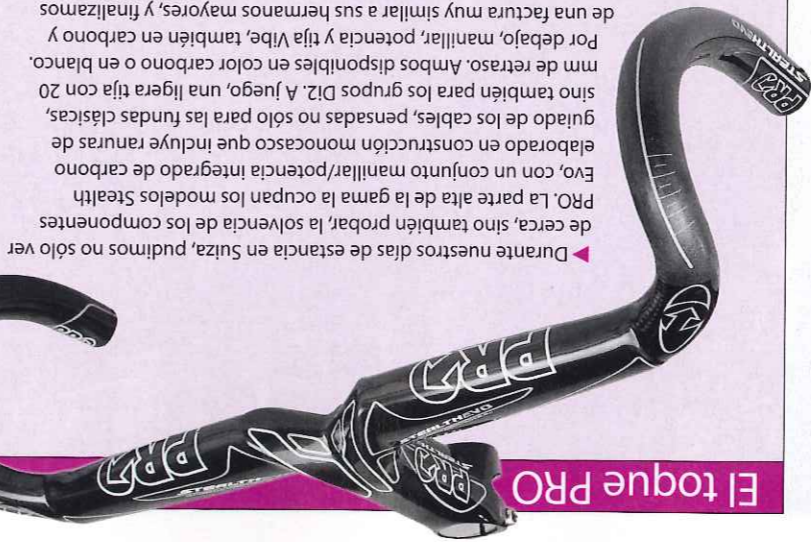 El toque PRO
▶ Durante nuestros días de estancia en Suiza, pudimos no sólo ver
de cerca, sino también probar, la solvencia de los componentes
PRO. La parte alta de la gama la ocupan los modelos Stealth
Evo, con un conjunto manillar/potencia integrado de carbono
elaborado en construcción monocasco que incluye ranuras de
guiado de los cables, pensadas no sólo para las fundas clásicas,
sino también para los grupos Di2. A juego, una ligera tija con 20
mm de retraso. Ambos disponibles en color carbono o en blanco.
Por debajo, manillar, potencia y tija Vibe, también en carbono y
de una factura muy similar a sus hermanos mayores, y finalizamos
PRO
STEALTH EVO
PRO
STEALTHEVO
PRO
PRO
STEALTH
PRO